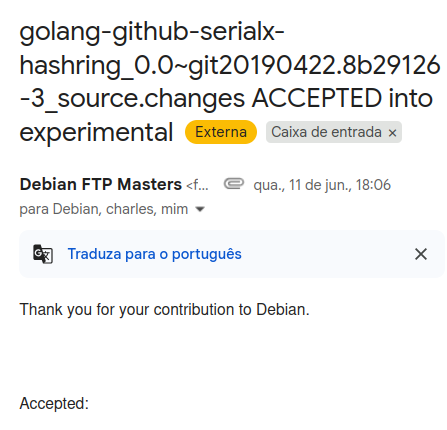 golang-github-serialx-
hashring_0.0~git20190422.8b29126
-3_source.changes ACCEPTED into
experimental Externa Caixa de entrada ×
Debian FTP Masters <f... qua., 11 de jun., 18:06
para Debian, charles, mim
Traduza para o português
Thank you for your contribution to Debian.
Accepted: